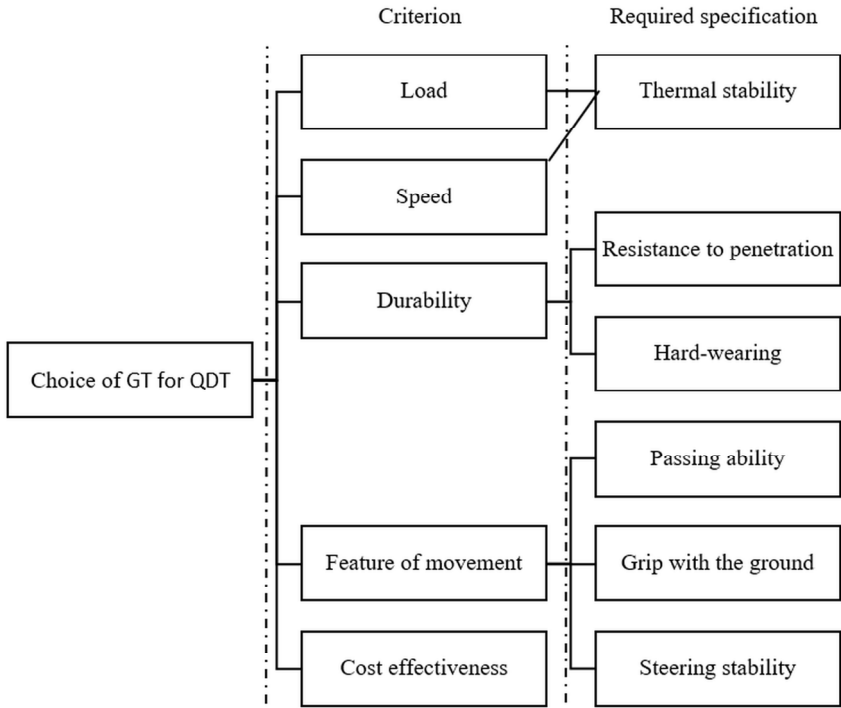 Criterion
Required specification
Load
Thermal stability
Speed
Resistance to penetration
Durability
Hard-wearing
Choice of GT for QDT
Passing ability
Feature of movement
Grip with the ground
Cost effectiveness
Steering stability